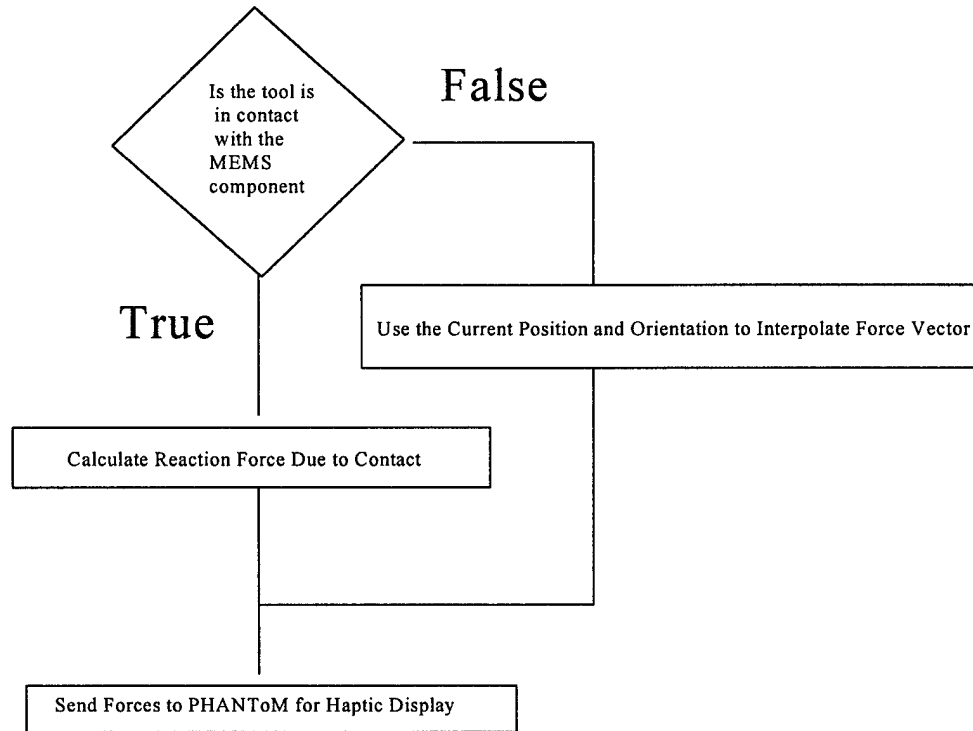 Is the tool is
in contact
with the
MEMS
component
False
True
Use the Current Position and Orientation to Interpolate Force Vector
Calculate Reaction Force Due to Contact
Send Forces to PHANToM for Haptic Display